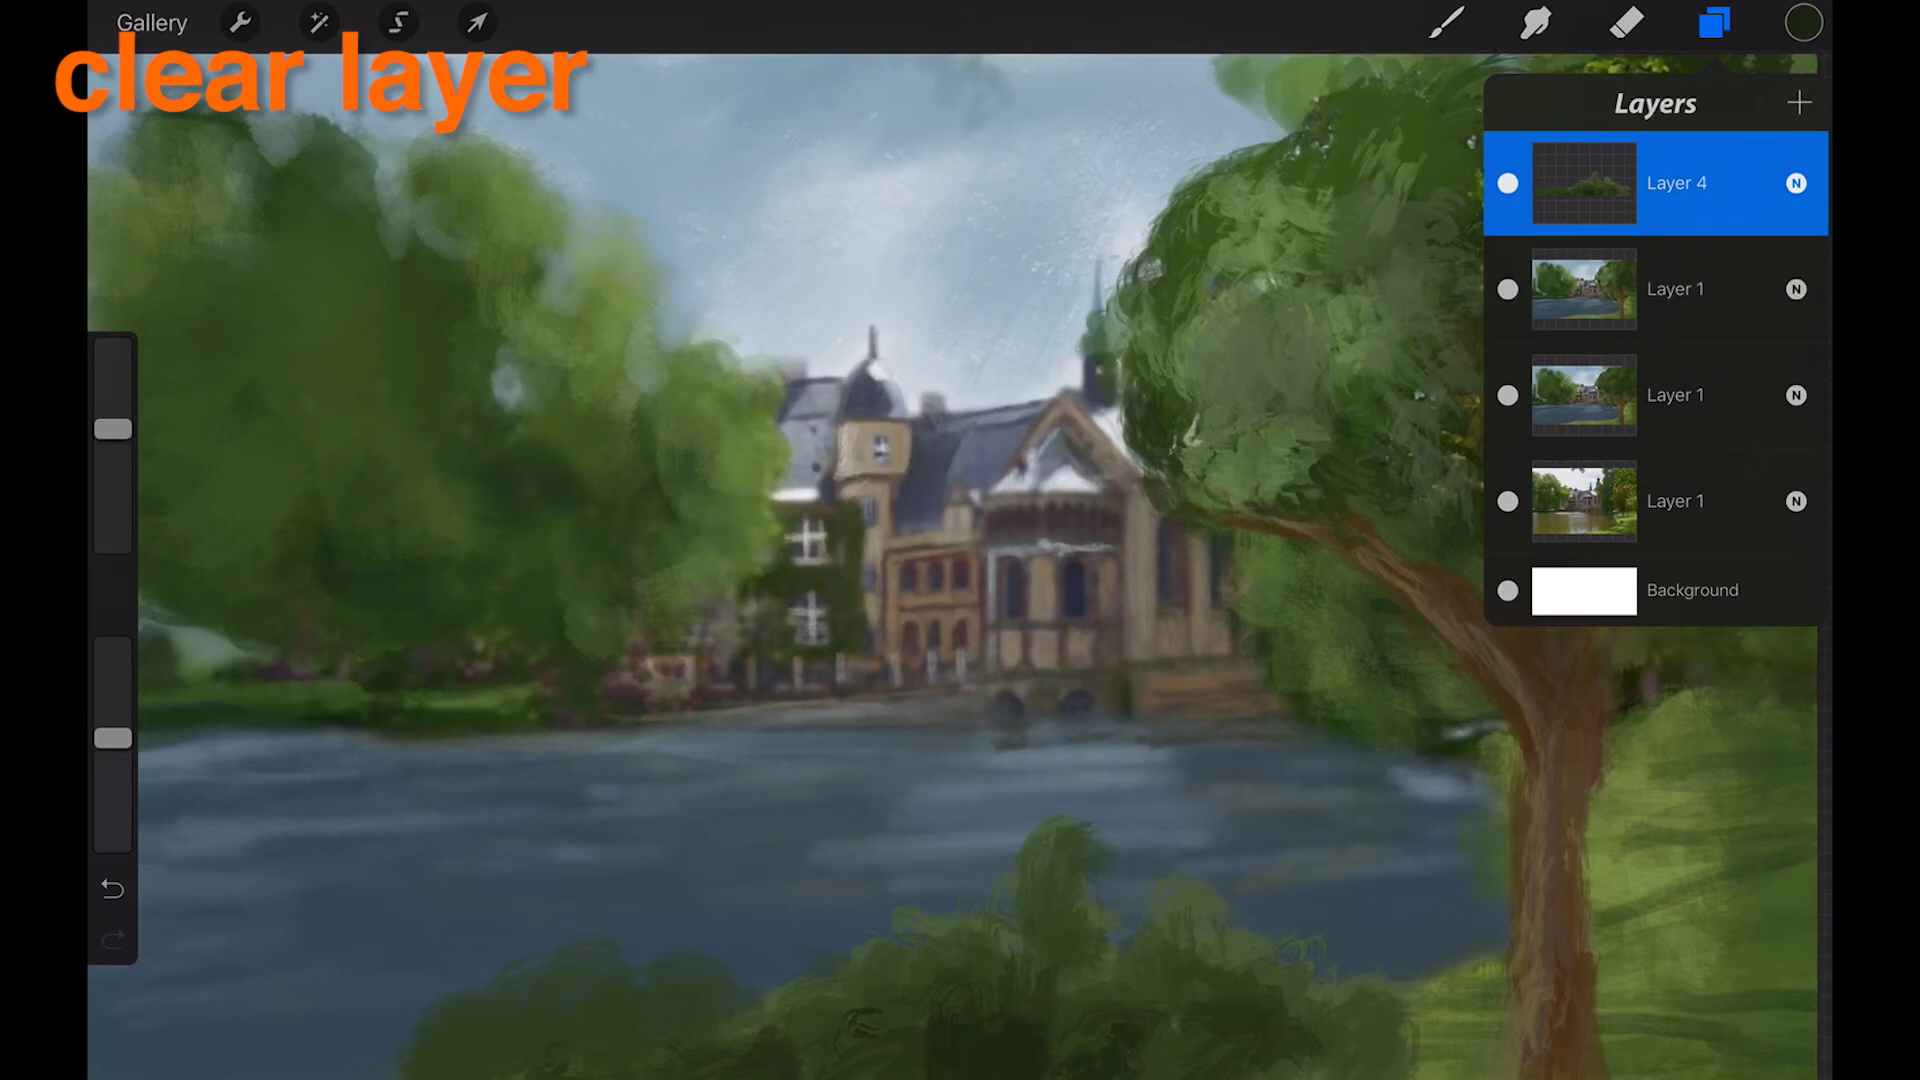 Gallery
clear layer
Layers
Layer 4
N
Layer 1
N
Layer 1
N
Layer 1
N
Background